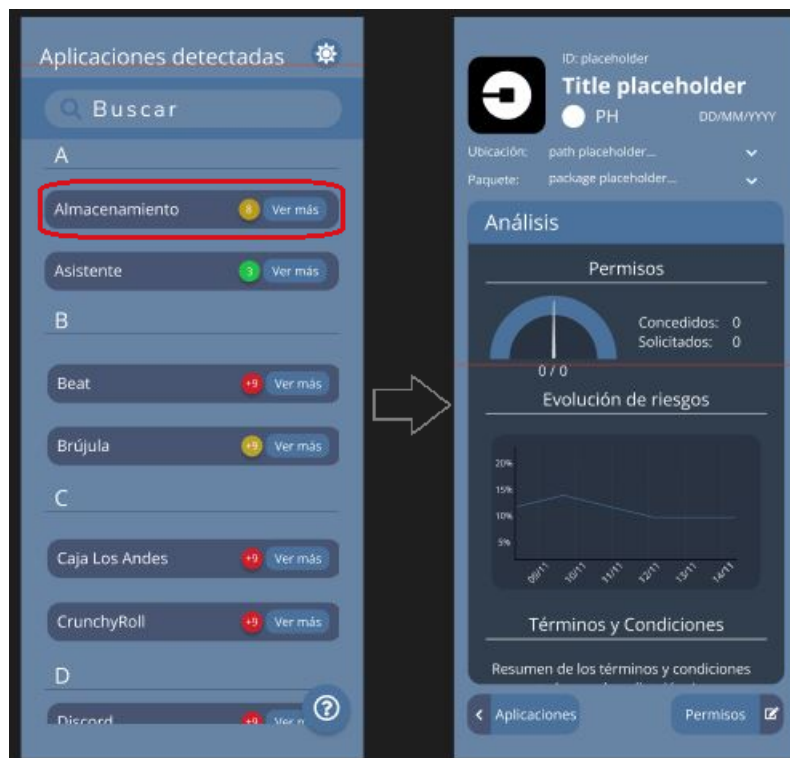 Aplicaciones detectadas
Buscar
A
Almacenamiento 8 Ver más
Asistente 3 Ver más
B
Beat +9 Ver más
Brújula +9 Ver más
C
Caja Los Andes +9 Ver más
CrunchyRoll +9 Ver más
D
Discord +9 Ver
ID: placeholder
Title placeholder
PH DD/MM/YYYY
Ubicación: path placeholder...
Paquete: package placeholder...
Análisis
Permisos
Concedidos: 0
Solicitados: 0
0 / 0
Evolución de riesgos
20%
15%
10%
5%
09/11 10/11 11/11 12/11 13/11 14/11
Términos y Condiciones
Resumen de los términos y condiciones
Aplicaciones
Permisos